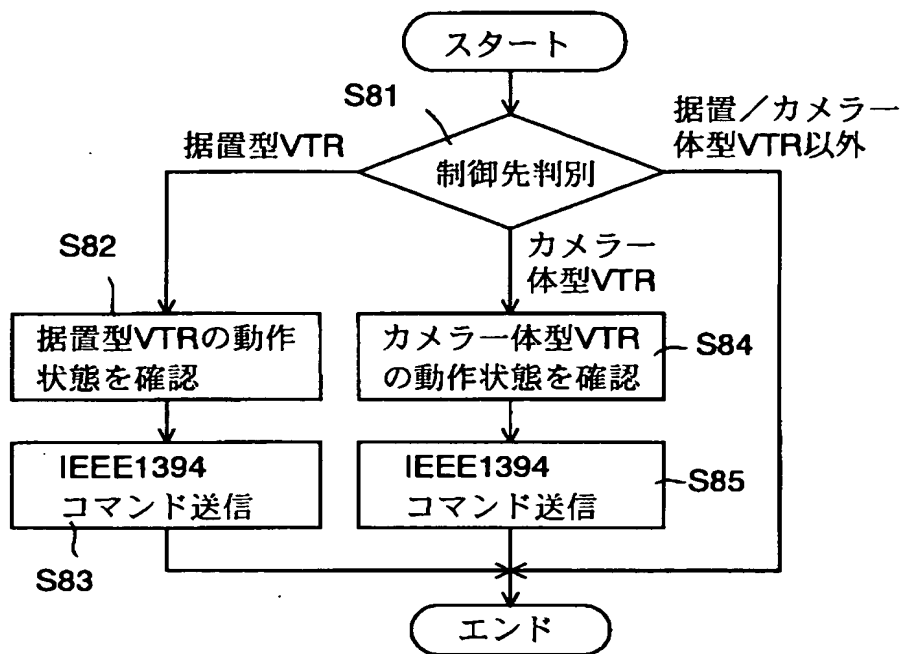 スタート
S81
据置型VTR
据置／カメラ一
体型VTR以外
制御先判別
S82
カメラ一
体型VTR
据置型VTRの動作
状態を確認
カメラ一体型VTR
の動作状態を確認
S84
IEEE1394
コマンド送信
IEEE1394
コマンド送信
S85
S83
エンド